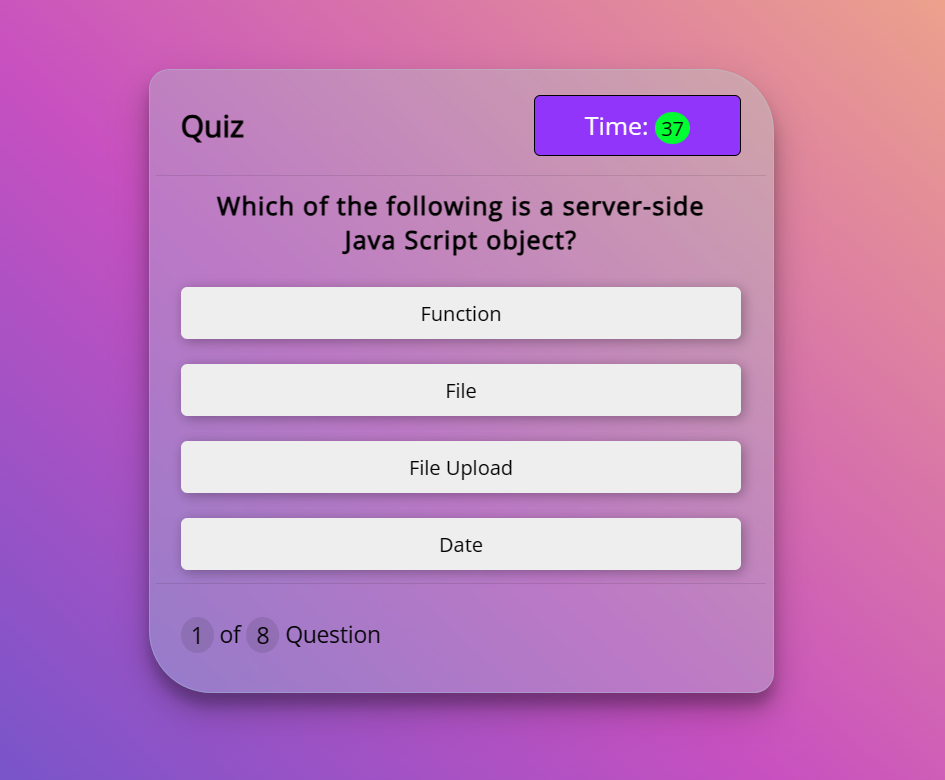 Quiz
Time: 37
Which of the following is a server-side
Java Script object?
Function
File
File Upload
Date
1 of 8 Question